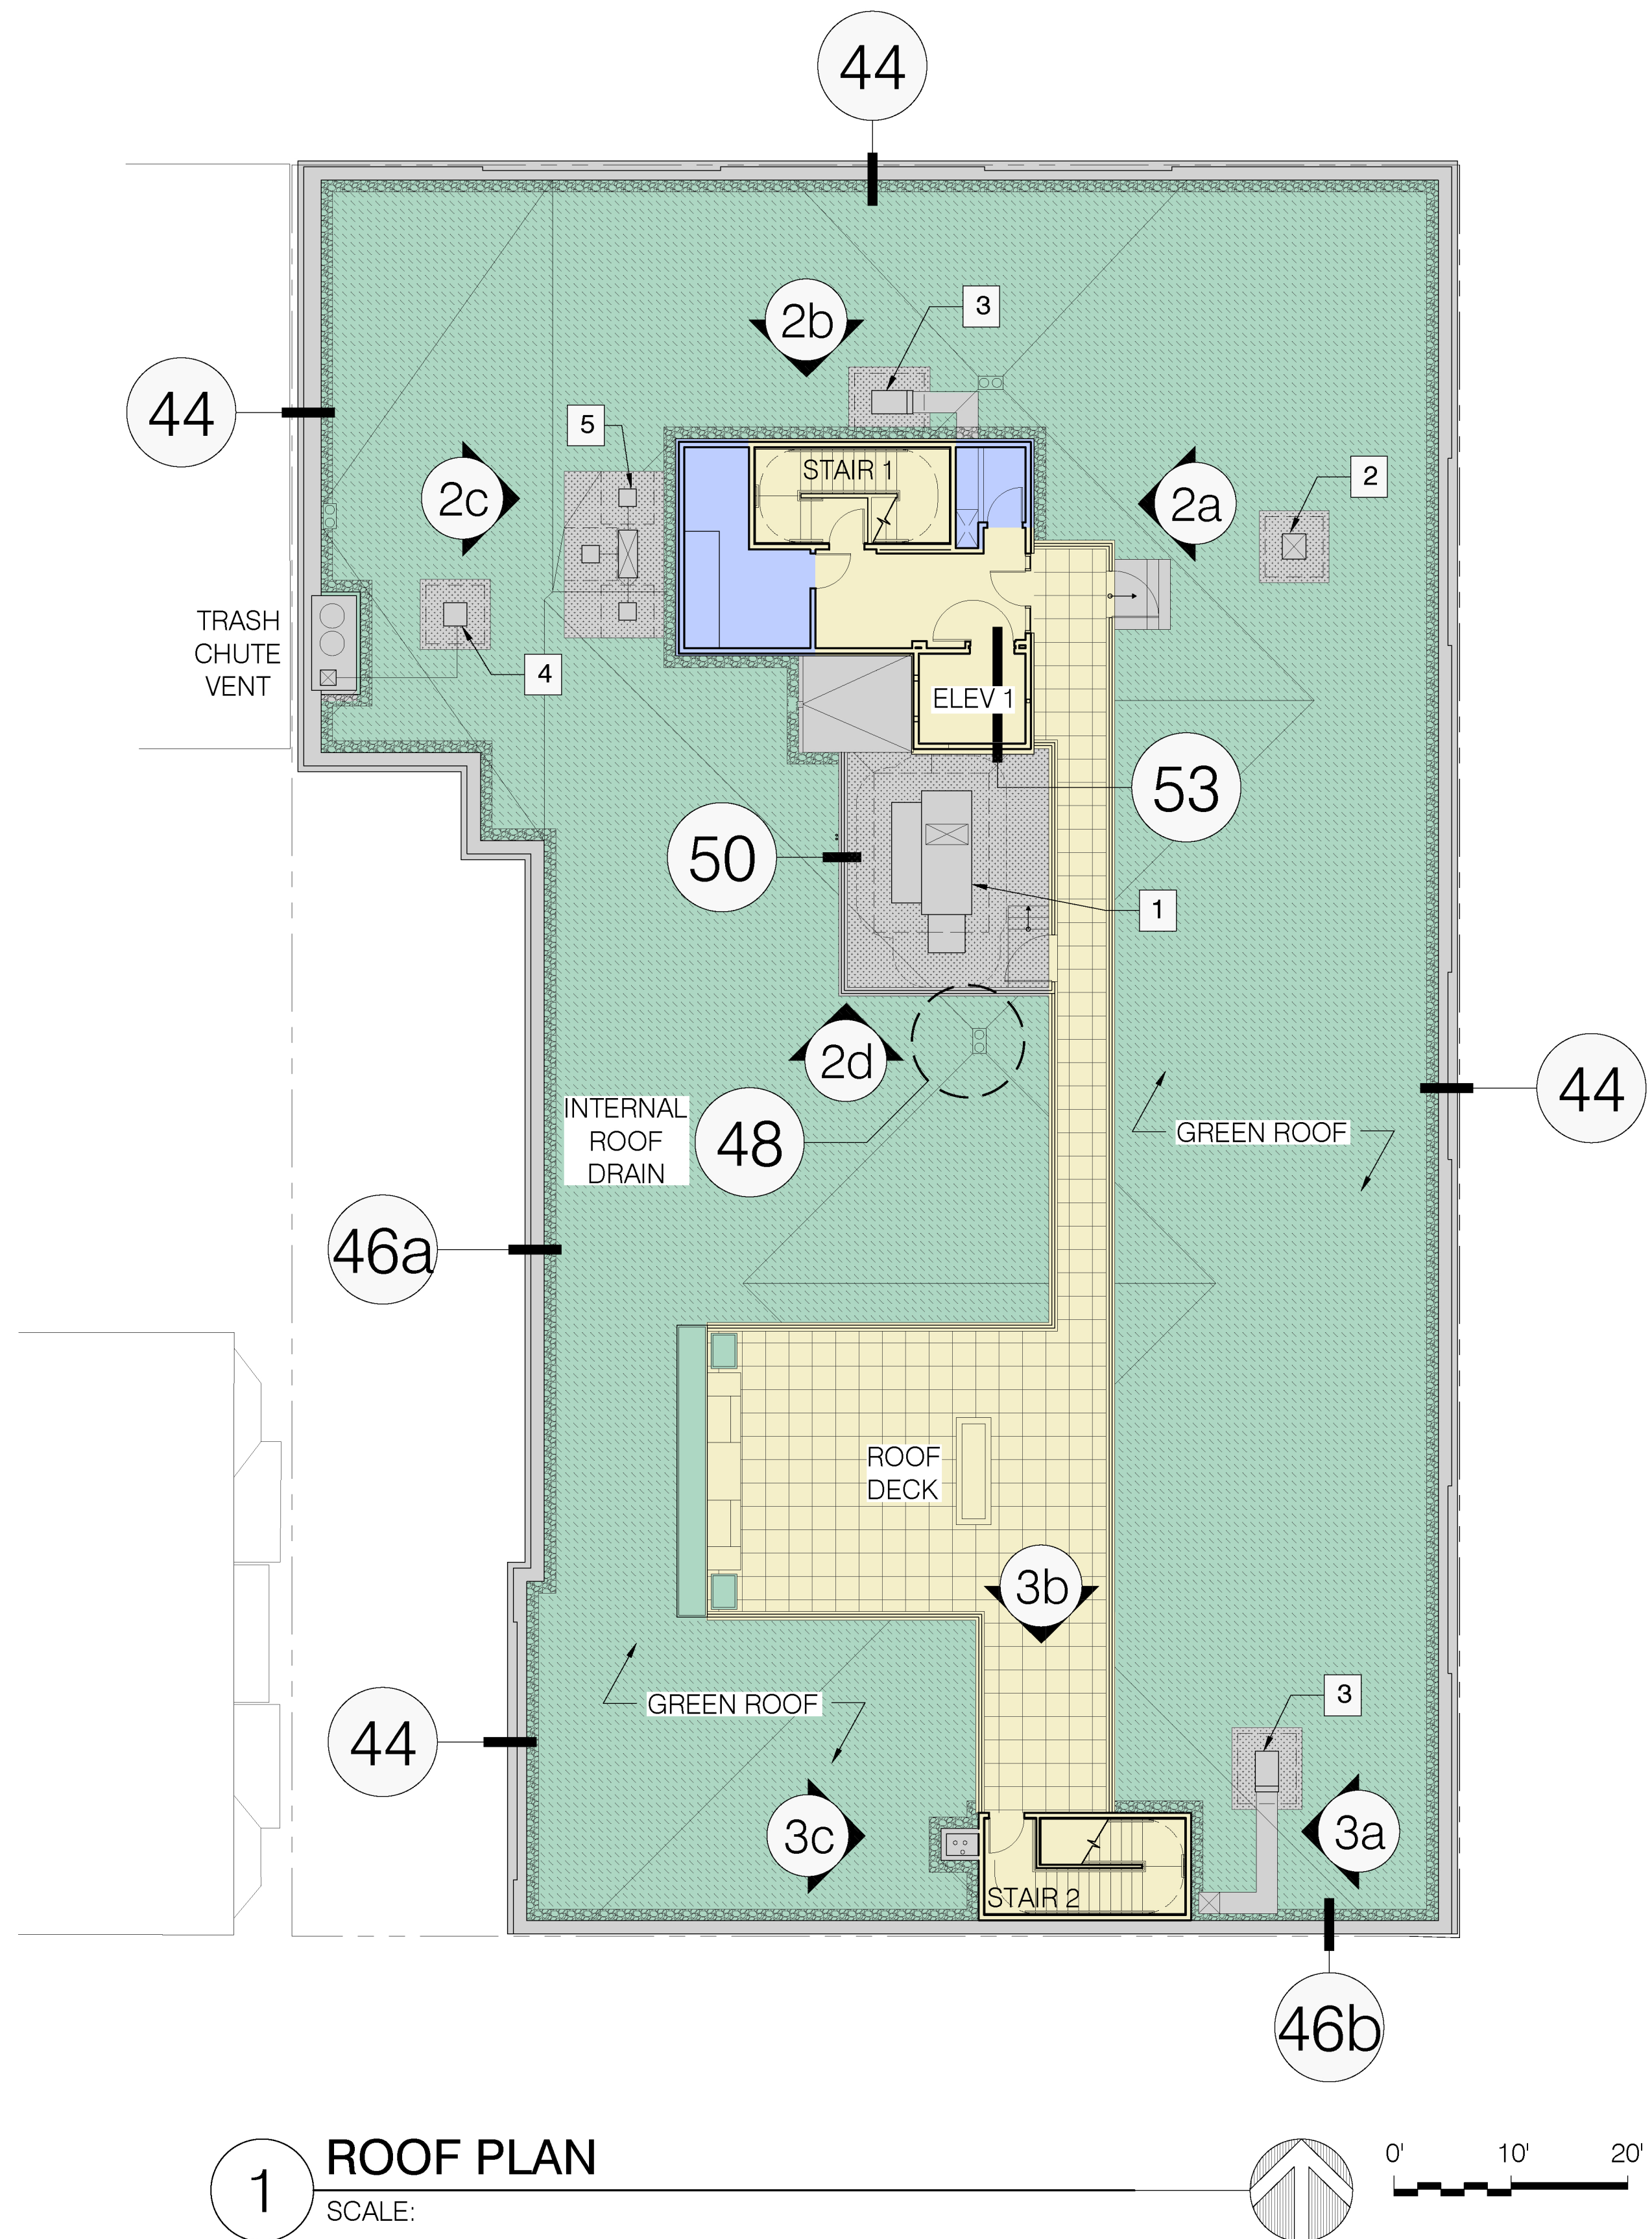 44
2b
3
44
5
STAIR 1
2c
2a
2
TRASH
CHUTE
VENT
4
ELEV 1
53
50
1
2d
44
INTERNAL
ROOF
DRAIN
48
GREEN ROOF
46a
ROOF
DECK
3b
GREEN ROOF
3
44
3c
3a
STAIR 2
46b
1
ROOF PLAN
SCALE:
0' 10' 20'